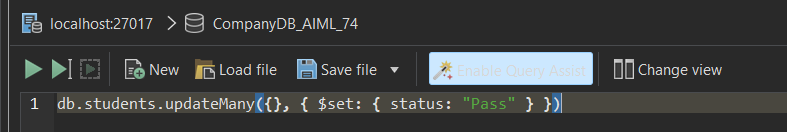 localhost:27017 > CompanyDB_AIML_74
New Load file Save file Enable Query Assist Change view
1 db.students.updateMany({}, { $set: { status: "Pass" } })